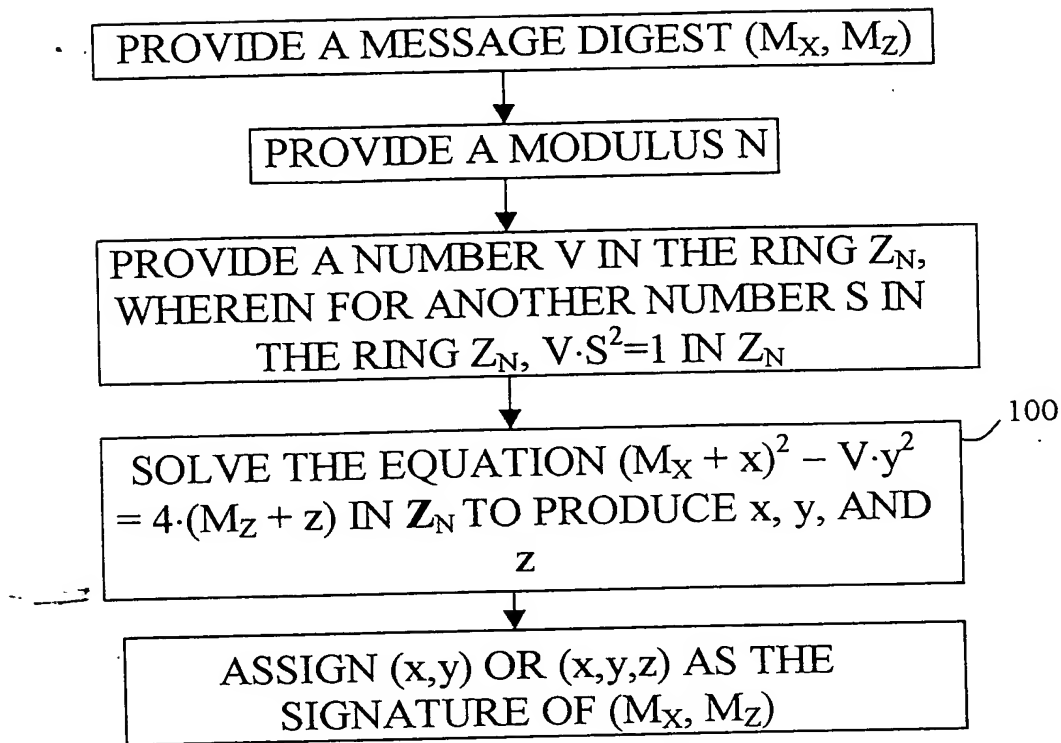 PROVIDE A MESSAGE DIGEST (M_X, M_Z)
PROVIDE A MODULUS N
PROVIDE A NUMBER V IN THE RING Z_N,
WHEREIN FOR ANOTHER NUMBER S IN
THE RING Z_N, V·S²=1 IN Z_N
100
SOLVE THE EQUATION (M_X + x)² – V·y²
= 4·(M_Z + z) IN Z_N TO PRODUCE x, y, AND
z
ASSIGN (x,y) OR (x,y,z) AS THE
SIGNATURE OF (M_X, M_Z)